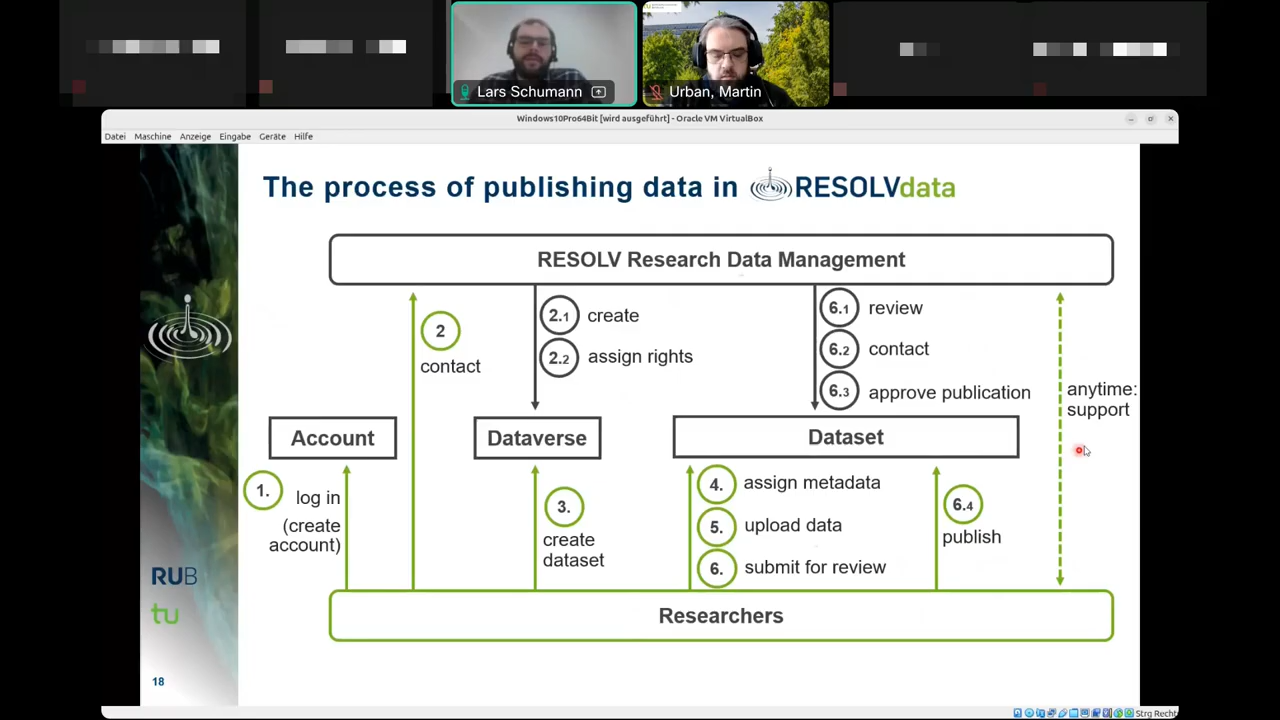 Lars Schumann
Urban, Martin
Windows10Pro64Bit [wird ausgeführt] - Oracle VM VirtualBox
Datei Maschine Anzeige Eingabe Geräte Hilfe
The process of publishing data in RESOLVdata
RESOLV Research Data Management
2
contact
2.1 create
2.2 assign rights
6.1 review
6.2 contact
6.3 approve publication
anytime:
support
Account
Dataverse
Dataset
1.
log in
(create
account)
3.
create
dataset
4. assign metadata
5. upload data
6. submit for review
6.4
publish
Researchers
RUB
tu
18
Strg Recht